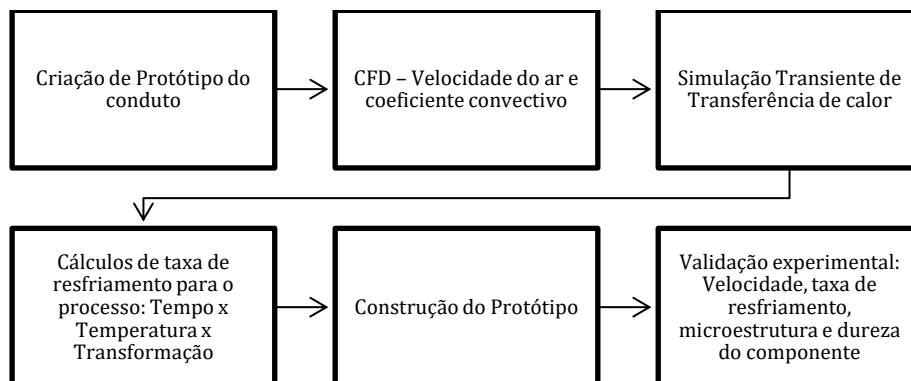 Criação de Protótipo do
conduto
CFD – Velocidade do ar e
coeficiente convectivo
Simulação Transiente de
Transferência de calor
Cálculos de taxa de
resfriamento para o
processo: Tempo x
Temperatura x
Transformação
Construção do Protótipo
Validação experimental:
Velocidade, taxa de
resfriamento,
microestrutura e dureza
do componente